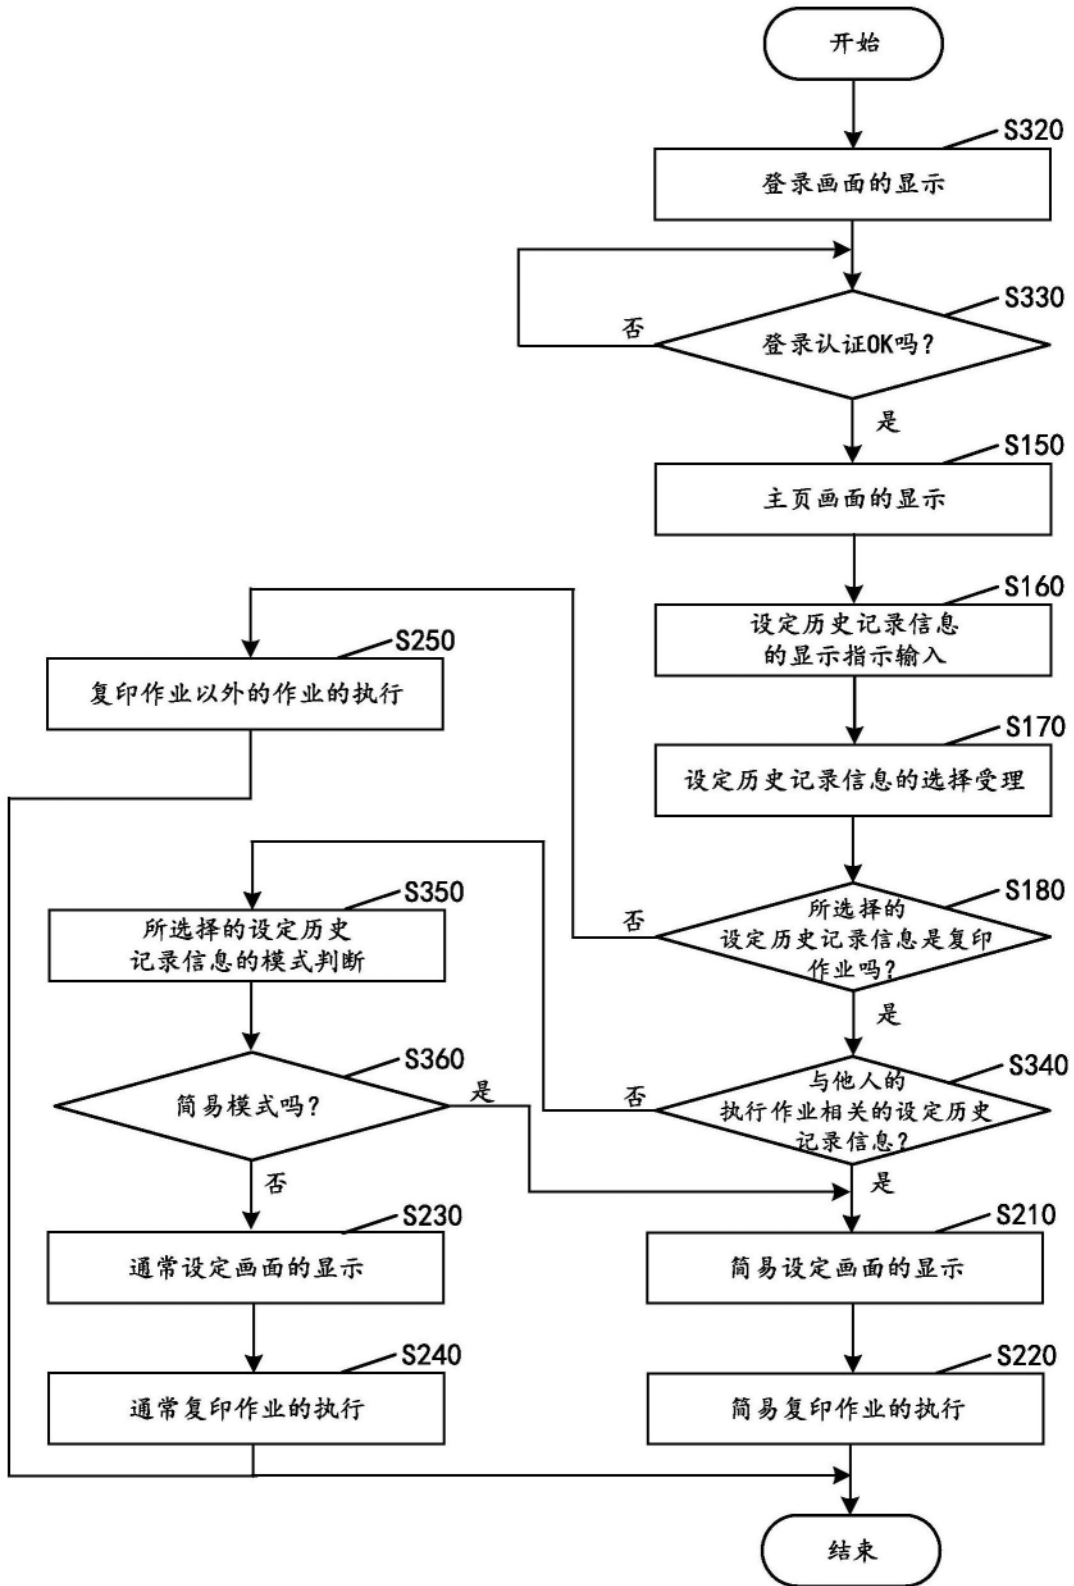 开始
S320
登录画面的显示
S330
登录认证OK吗?
否
是
S150
主页画面的显示
S160
设定历史记录信息
的显示指示输入
S250
复印作业以外的作业的执行
S170
设定历史记录信息的选择受理
S180
所选择的
设定历史记录信息是复印
作业吗?
否
是
S350
所选择的设定历史
记录信息的模式判断
S340
与他人的
执行作业相关的设定历史
记录信息?
否
是
S360
简易模式吗?
是
否
S230
通常设定画面的显示
S210
简易设定画面的显示
S240
通常复印作业的执行
S220
简易复印作业的执行
结束